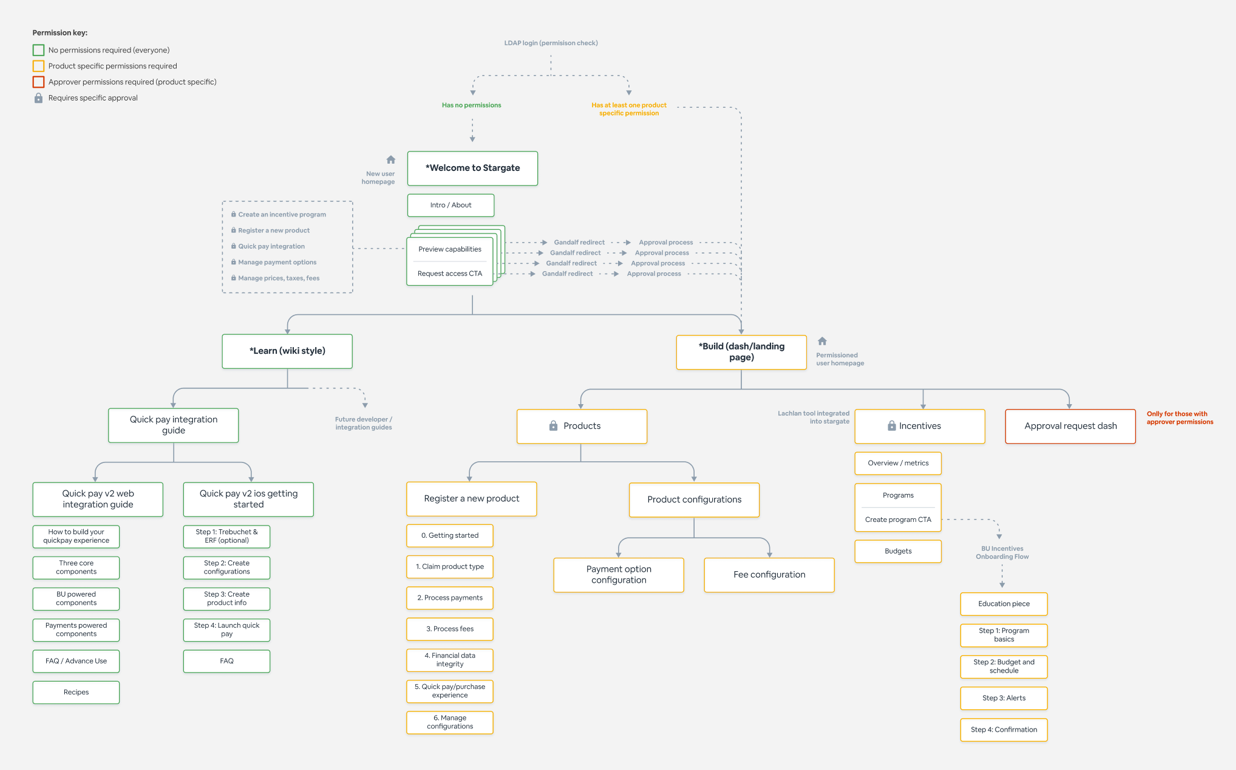 Permission key:
No permissions required (everyone)
Product specific permissions required
Approver permissions required (product specific)
Requires specific approval
LDAP login (permisison check)
Has no permissions
Has at least one product
specific permission
*Welcome to Stargate
New user
homepage
Intro / About
Create an incentive program
Register a new product
Quick pay integration
Manage payment options
Manage prices, taxes, fees
Preview capabilities
Request access CTA
Gandalf redirect
Approval process
Gandalf redirect
Approval process
Gandalf redirect
Approval process
Gandalf redirect
Approval process
*Learn (wiki style)
*Build (dash/landing
page)
Permissioned
user homepage
Quick pay integration
guide
Future developer /
integration guides
Products
Lachlan tool integrated
into stargate
Incentives
Approval request dash
Onlly for those with
approver permissions
Quick pay v2 web
integration guide
How to build your
quickpay experience
Three core
components
BU powered
components
Payments powered
components
FAQ / Advance Use
Recipes
Quick pay v2 ios getting
started
Step 1: Trebuchet &
ERF (optional)
Step 2: Create
configurations
Step 3: Create
product info
Step 4: Launch quick
pay
FAQ
Register a new product
0. Getting started
1. Claim product type
2. Process payments
3. Process fees
4. Financial data
integrity
5. Quick pay/purchase
experience
6. Manage
configurations
Product configurations
Payment option
configuration
Fee configuration
Overview / metrics
Programs
Create program CTA
Budgets
BU Incentives
Onboarding Flow
Education piece
Step 1: Program
basics
Step 2: Budget and
schedule
Step 3: Alerts
Step 4: Confirmation